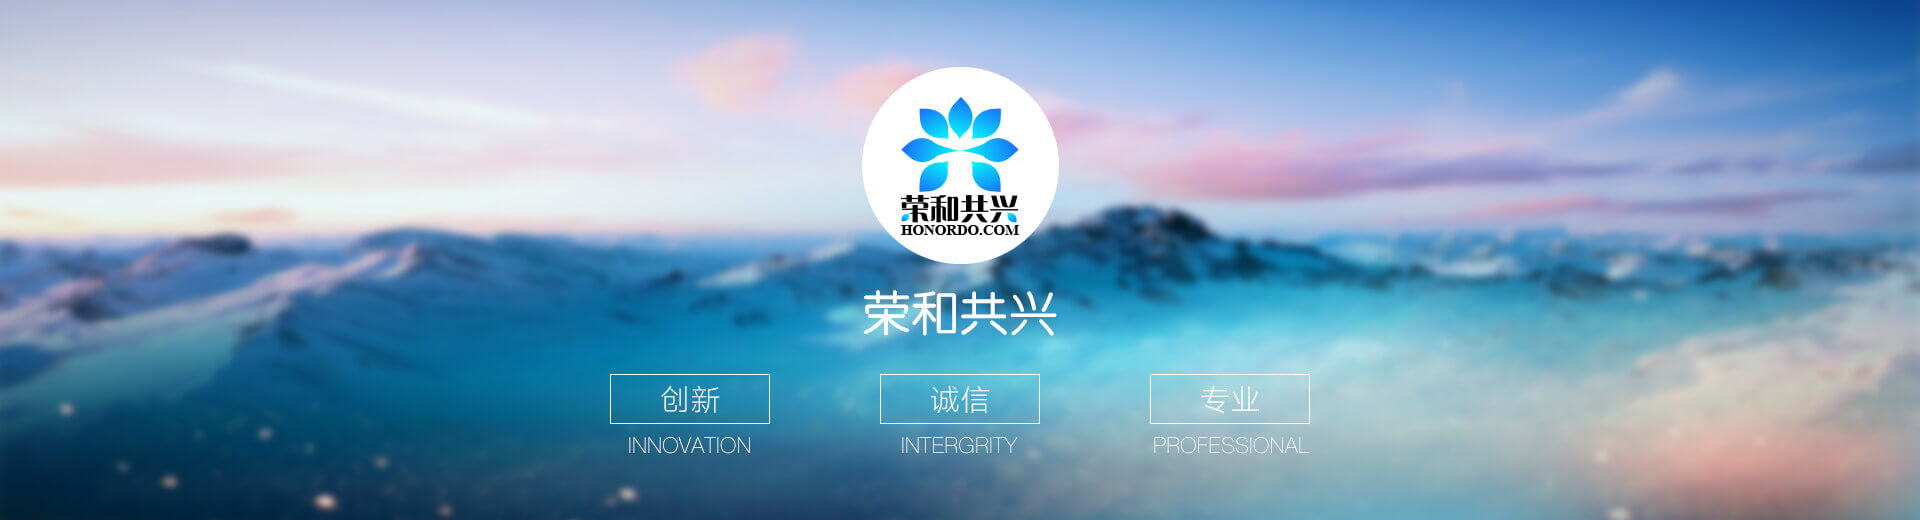 荣和共兴
HONORDO.COM
荣和共兴
创新
诚信
专业
INNOVATION
INTERGRITY
PROFESSIONAL